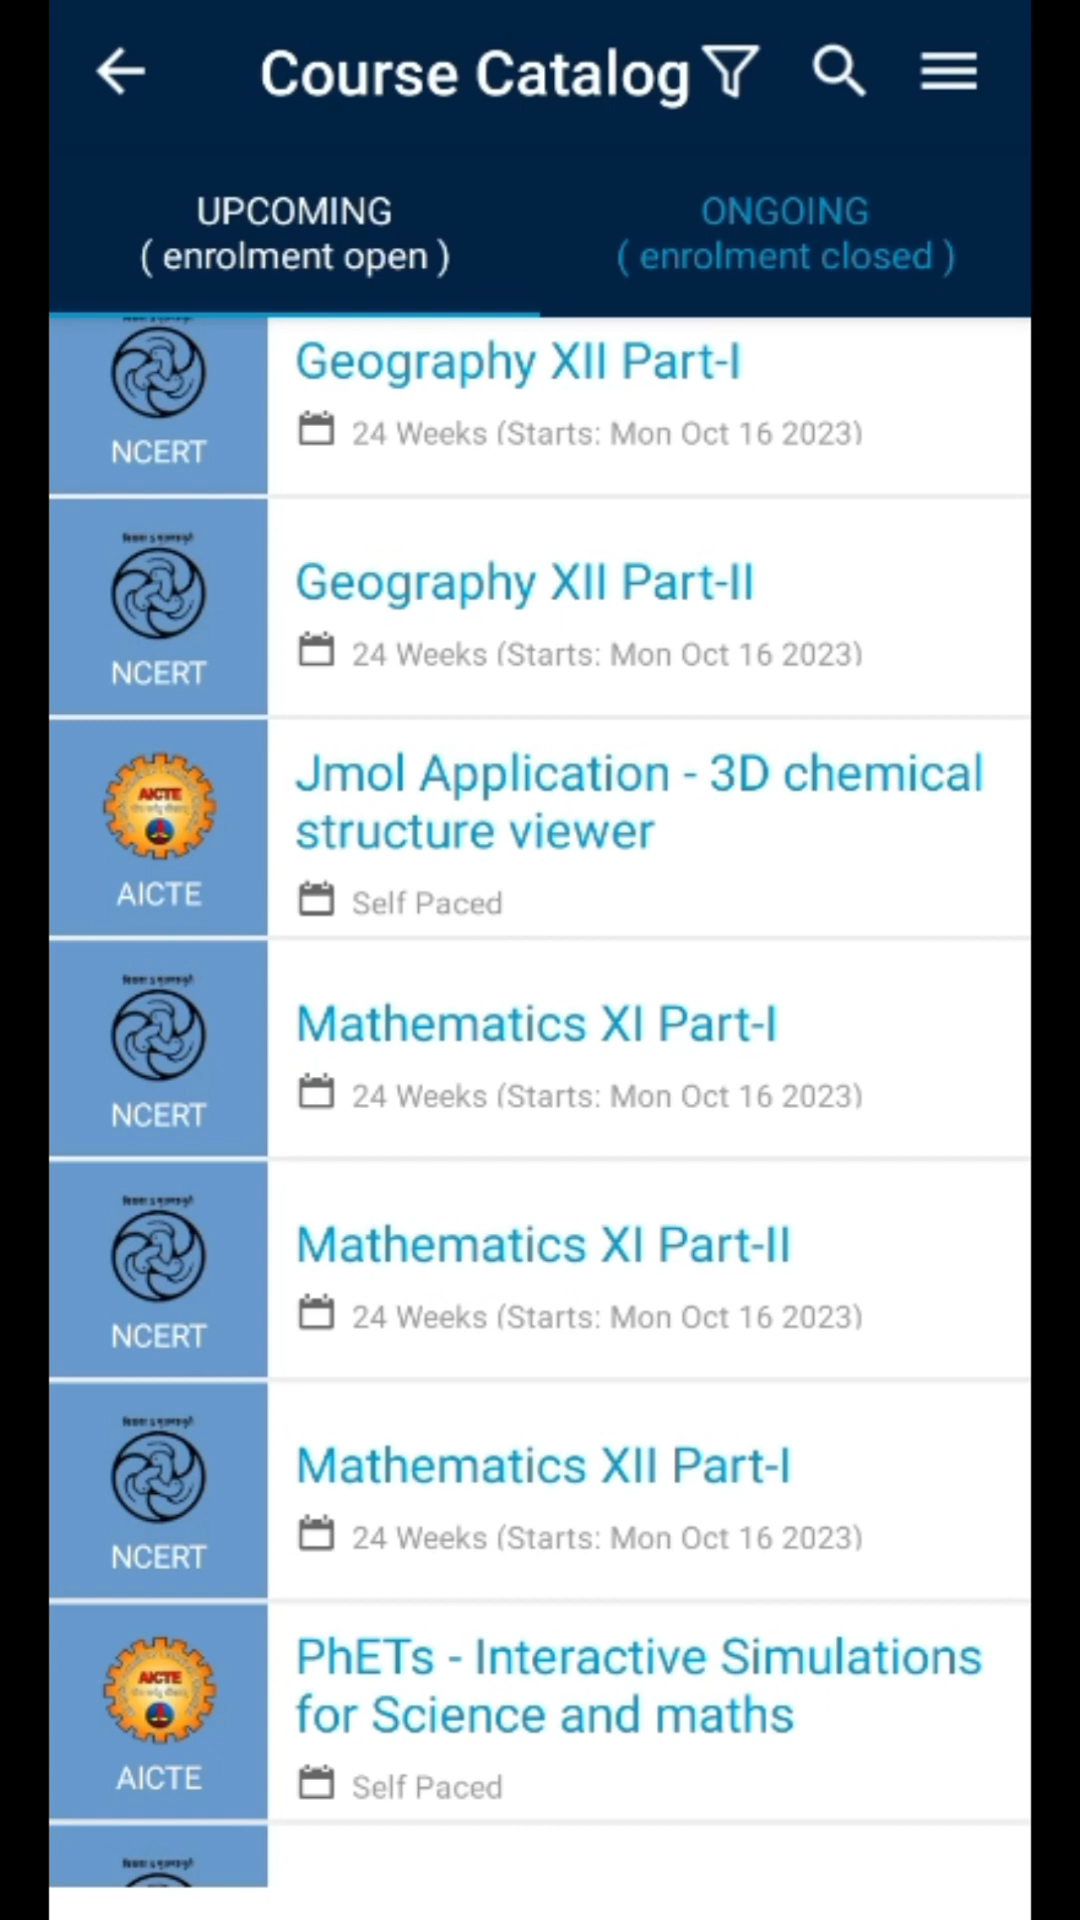 Course Catalog
UPCOMING
( enrolment open )
ONGOING
( enrolment closed )
NCERT
Geography XII Part-I
24 Weeks (Starts: Mon Oct 16 2023)
NCERT
Geography XII Part-II
24 Weeks (Starts: Mon Oct 16 2023)
AICTE
AICTE
Jmol Application - 3D chemical
structure viewer
Self Paced
NCERT
Mathematics XI Part-I
24 Weeks (Starts: Mon Oct 16 2023)
NCERT
Mathematics XI Part-II
24 Weeks (Starts: Mon Oct 16 2023)
NCERT
Mathematics XII Part-I
24 Weeks (Starts: Mon Oct 16 2023)
AICTE
AICTE
PhETs - Interactive Simulations
for Science and maths
Self Paced